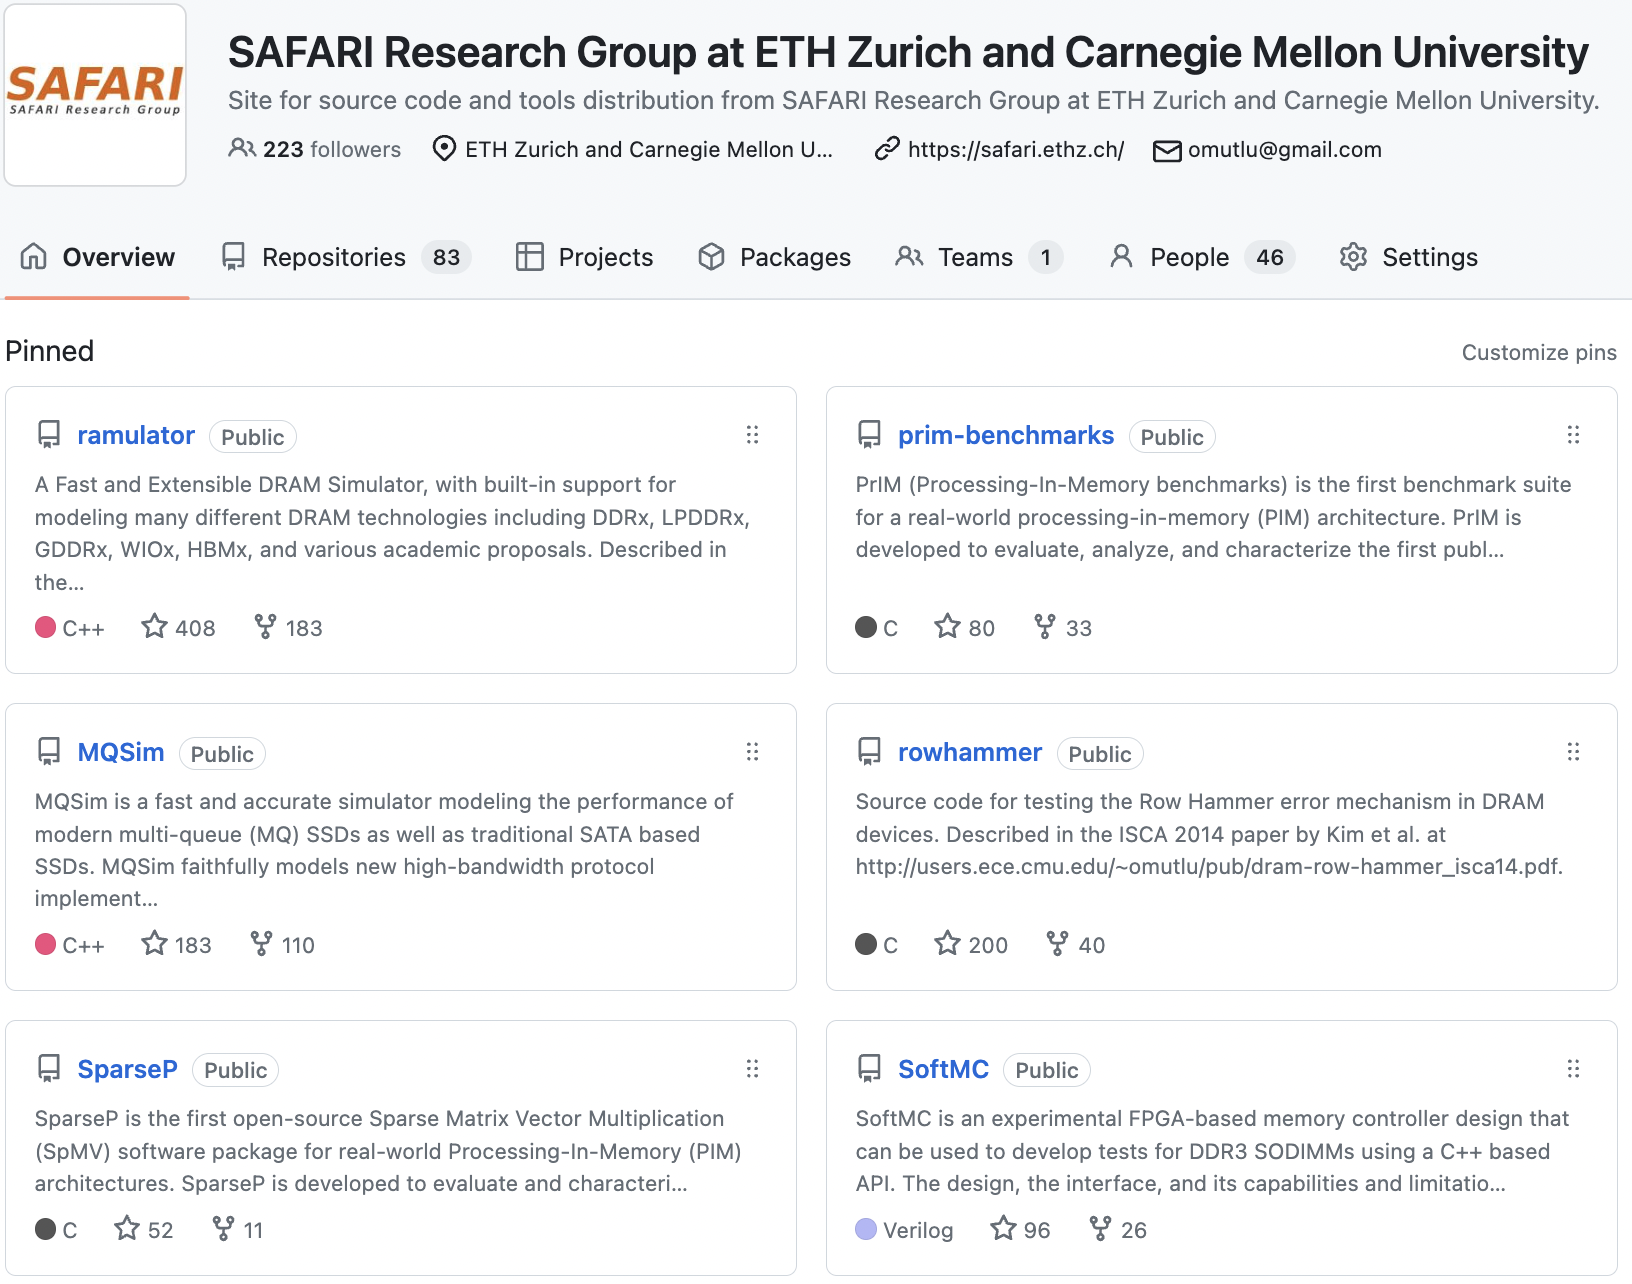 SAFARI
SAFARI Research Group
SAFARI Research Group at ETH Zurich and Carnegie Mellon University
Site for source code and tools distribution from SAFARI Research Group at ETH Zurich and Carnegie Mellon University.
223 followers ETH Zurich and Carnegie Mellon U... https://safari.ethz.ch/ omutlu@gmail.com
Overview Repositories 83 Projects Packages Teams 1 People 46 Settings
Pinned Customize pins
ramulator Public
A Fast and Extensible DRAM Simulator, with built-in support for
modeling many different DRAM technologies including DDRx, LPDDRx,
GDDRx, WIOx, HBMx, and various academic proposals. Described in
the...
C++ 408 183
prim-benchmarks Public
PrIM (Processing-In-Memory benchmarks) is the first benchmark suite
for a real-world processing-in-memory (PIM) architecture. PrIM is
developed to evaluate, analyze, and characterize the first publ...
C 80 33
MQSim Public
MQSim is a fast and accurate simulator modeling the performance of
modern multi-queue (MQ) SSDs as well as traditional SATA based
SSDs. MQSim faithfully models new high-bandwidth protocol
implement...
C++ 183 110
rowhammer Public
Source code for testing the Row Hammer error mechanism in DRAM
devices. Described in the ISCA 2014 paper by Kim et al. at
http://users.ece.cmu.edu/~omutlu/pub/dram-row-hammer_isca14.pdf.
C 200 40
SparseP Public
SparseP is the first open-source Sparse Matrix Vector Multiplication
(SpMV) software package for real-world Processing-In-Memory (PIM)
architectures. SparseP is developed to evaluate and characteri...
C 52 11
SoftMC Public
SoftMC is an experimental FPGA-based memory controller design that
can be used to develop tests for DDR3 SODIMMs using a C++ based
API. The design, the interface, and its capabilities and limitatio...
Verilog 96 26